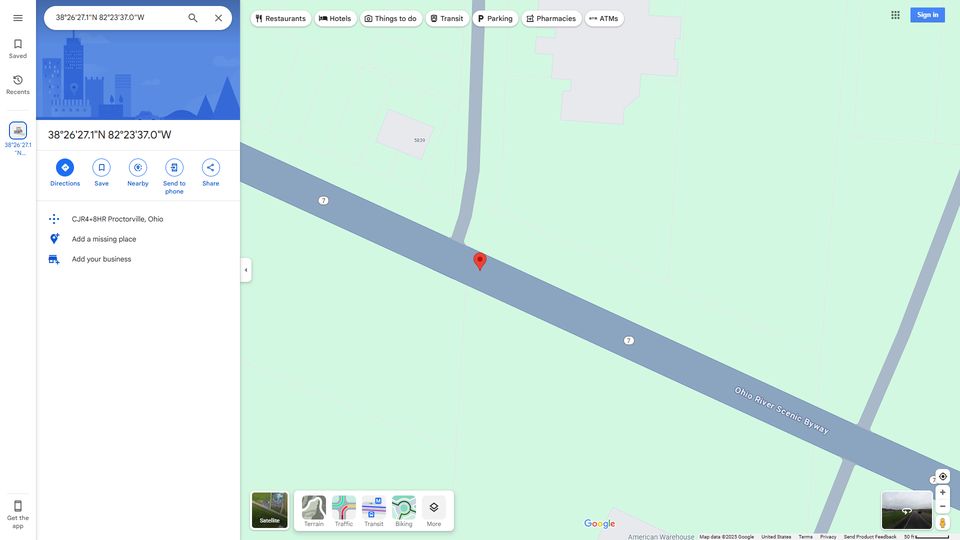 38°26'27.1"N 82°23'37.0"W
Restaurants
Hotels
Things to do
Transit
Parking
Pharmacies
ATMs
Sign in
Saved
Recents
38°26'27.1
"N...
38°26'27.1"N 82°23'37.0"W
Directions
Save
Nearby
Send to
phone
Share
CJR4+8HR Proctorville, Ohio
Add a missing place
Add your business
Get the
app
5839
7
7
Ohio River Scenic Byway
7
Satellite
Terrain
Traffic
Transit
Biking
More
Google
American Warehouse
Map data ©2025 Google
United States
Terms
Privacy
Send Product Feedback
50 ft